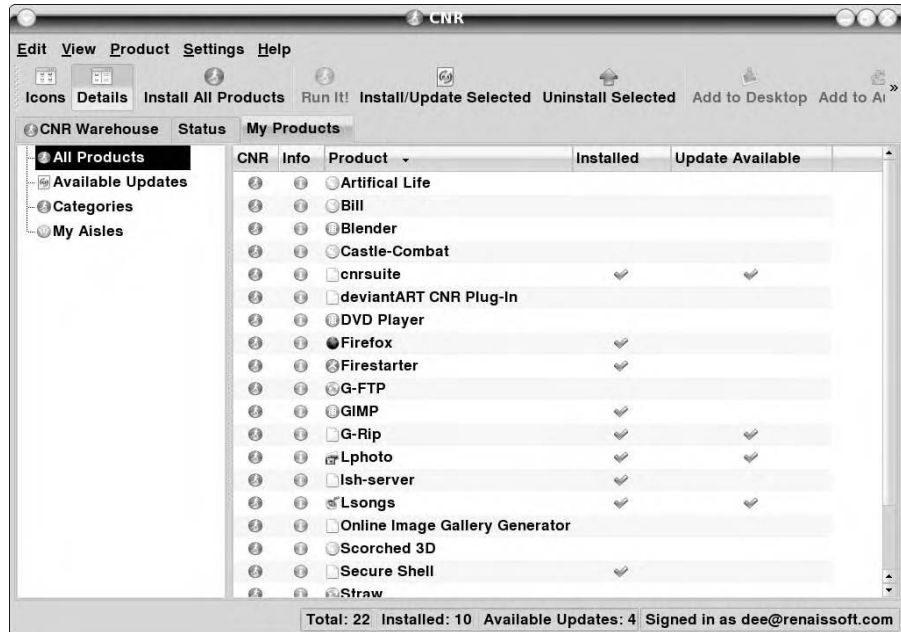 CNR
Edit View Product Settings Help
Icons Details Install All Products Run It! Install/Update Selected Uninstall Selected Add to Desktop Add to »
CNR Warehouse Status My Products
All Products
Available Updates
Categories
My Aisles
CNR Info Product Installed Update Available
Artifical Life
Bill
Blender
Castle-Combat
cnrsuite
deviantART CNR Plug-In
DVD Player
Firefox
Firestarter
G-FTP
GIMP
G-Rip
Lphoto
lsh-server
Lsongs
Online Image Gallery Generator
Scorched 3D
Secure Shell
Straw
Total: 22 Installed: 10 Available Updates: 4 Signed in as dee@renaissoft.com